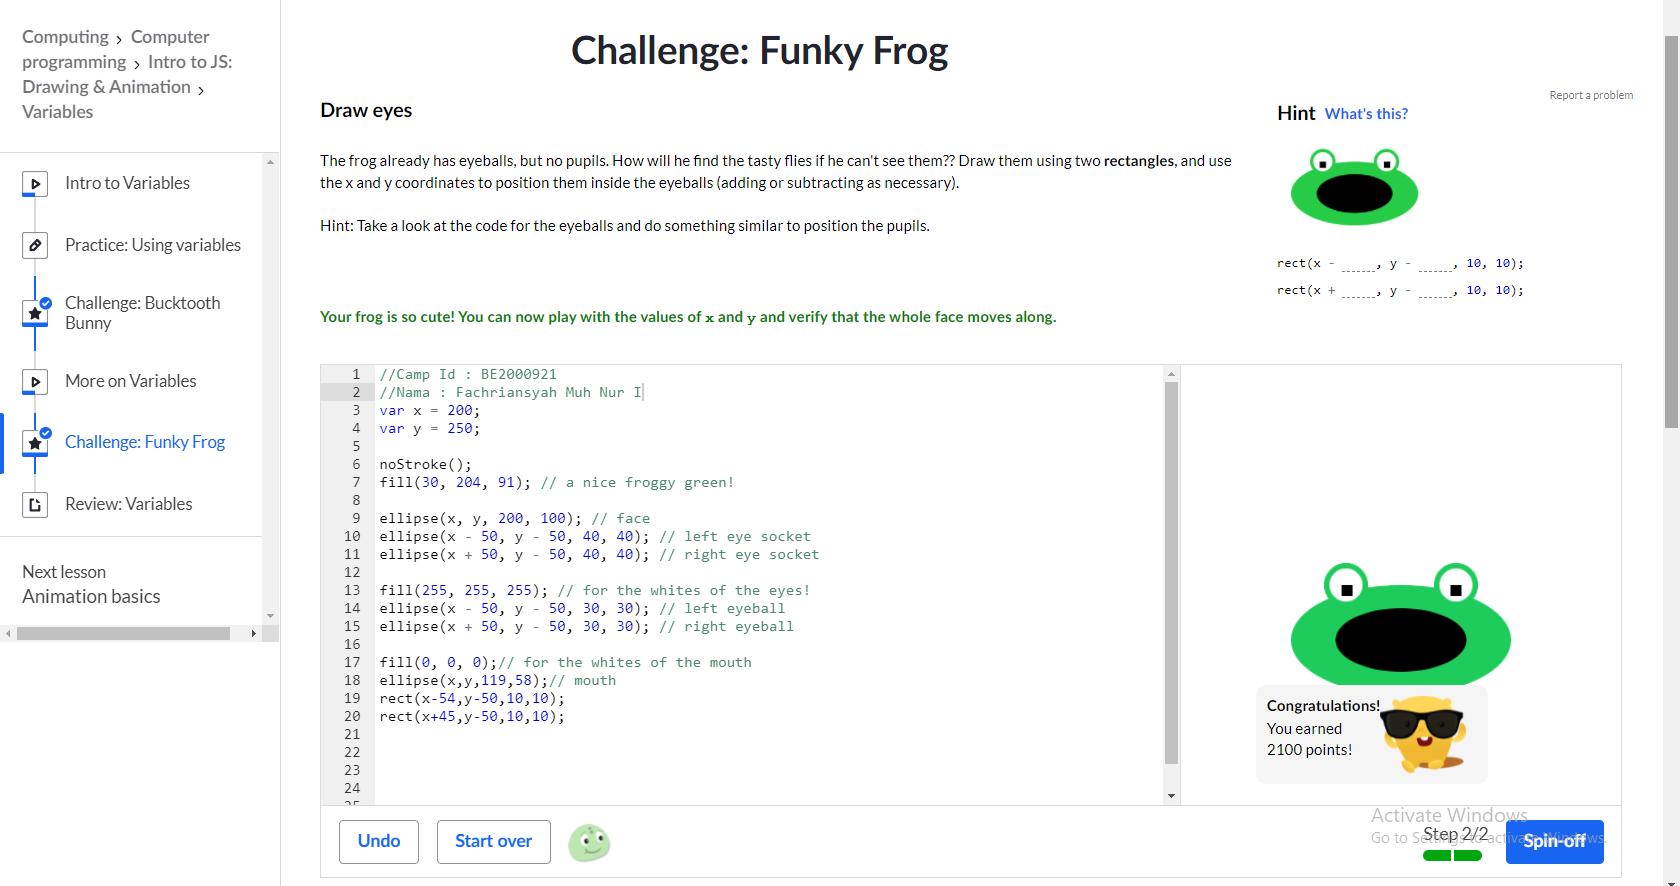 Computing › Computer
programming › Intro to JS:
Drawing & Animation ›
Variables
Intro to Variables
Practice: Using variables
Challenge: Bucktooth
Bunny
More on Variables
Challenge: Funky Frog
Review: Variables
Next lesson
Animation basics
Challenge: Funky Frog
Report a problem
Draw eyes
The frog already has eyeballs, but no pupils. How will he find the tasty flies if he can't see them?? Draw them using two rectangles, and use
the x and y coordinates to position them inside the eyeballs (adding or subtracting as necessary).
Hint: Take a look at the code for the eyeballs and do something similar to position the pupils.
Your frog is so cute! You can now play with the values of x and y and verify that the whole face moves along.
Hint What's this?
rect(x - _____, y - _____, 10, 10);
rect(x + _____, y - _____, 10, 10);
1 //Camp Id : BE2000921
2 //Nama : Fachriansyah Muh Nur I
3 var x = 200;
4 var y = 250;
5
6 noStroke();
7 fill(30, 204, 91); // a nice froggy green!
8
9 ellipse(x, y, 200, 100); // face
10 ellipse(x - 50, y - 50, 40, 40); // left eye socket
11 ellipse(x + 50, y - 50, 40, 40); // right eye socket
12
13 fill(255, 255, 255); // for the whites of the eyes!
14 ellipse(x - 50, y - 50, 30, 30); // left eyeball
15 ellipse(x + 50, y - 50, 30, 30); // right eyeball
16
17 fill(0, 0, 0);// for the whites of the mouth
18 ellipse(x,y,119,58);// mouth
19 rect(x-54,y-50,10,10);
20 rect(x+45,y-50,10,10);
21
22
23
24
25
Congratulations!
You earned
2100 points!
Undo
Start over
Activate Windows
Go to Settings to activate Windows.
Step 2/2
Spin-off